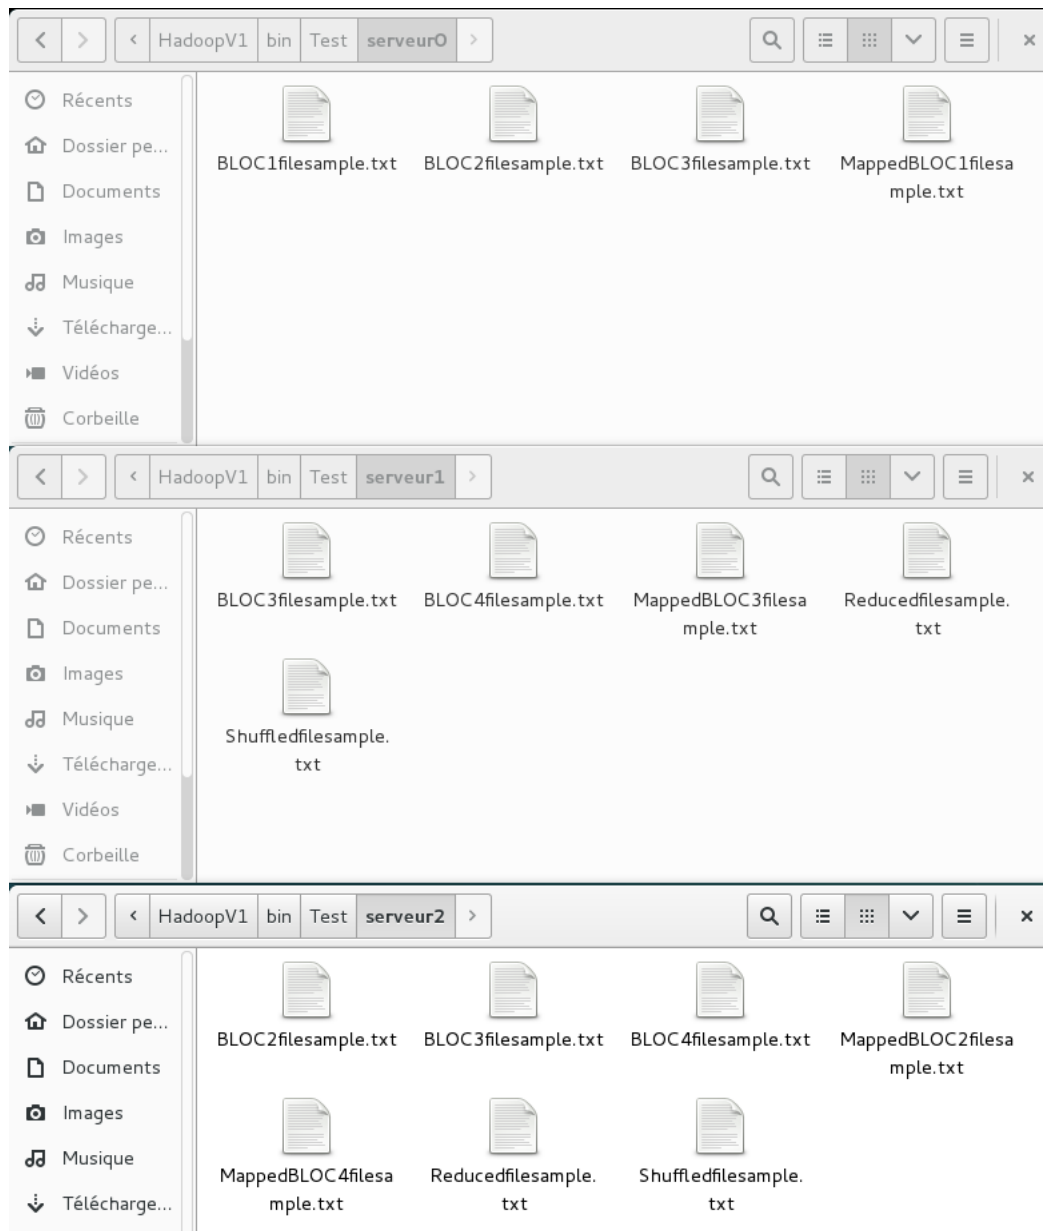 HadoopV1 bin Test serveur0
Récents
Dossier pe...
Documents
Images
Musique
Télécharge...
Vidéos
Corbeille
BLOC1filesample.txt BLOC2filesample.txt BLOC3filesample.txt MappedBLOC1filesa
mple.txt
HadoopV1 bin Test serveur1
Récents
Dossier pe...
Documents
Images
Musique
Télécharge...
Vidéos
Corbeille
BLOC3filesample.txt BLOC4filesample.txt MappedBLOC3filesa Reducedfilesample.
mple.txt txt
Shuffledfilesample.
txt
HadoopV1 bin Test serveur2
Récents
Dossier pe...
Documents
Images
Musique
Télécharge...
BLOC2filesample.txt BLOC3filesample.txt BLOC4filesample.txt MappedBLOC2filesa
mple.txt
MappedBLOC4filesa Reducedfilesample. Shuffledfilesample.
mple.txt txt txt